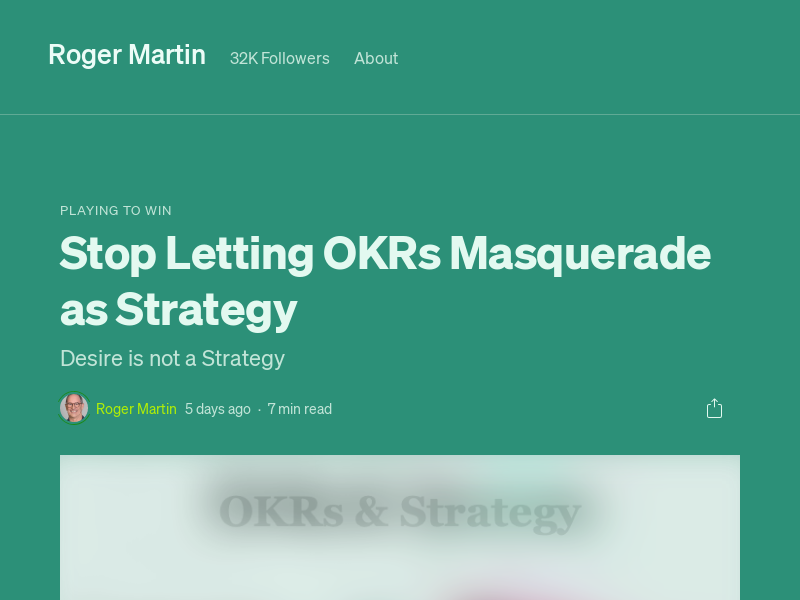 Roger Martin
32K Followers
About
PLAYING TO WIN
Stop Letting OKRs Masquerade
as Strategy
Desire is not a Strategy
Roger Martin 5 days ago · 7 min read
OKRs & Strategy